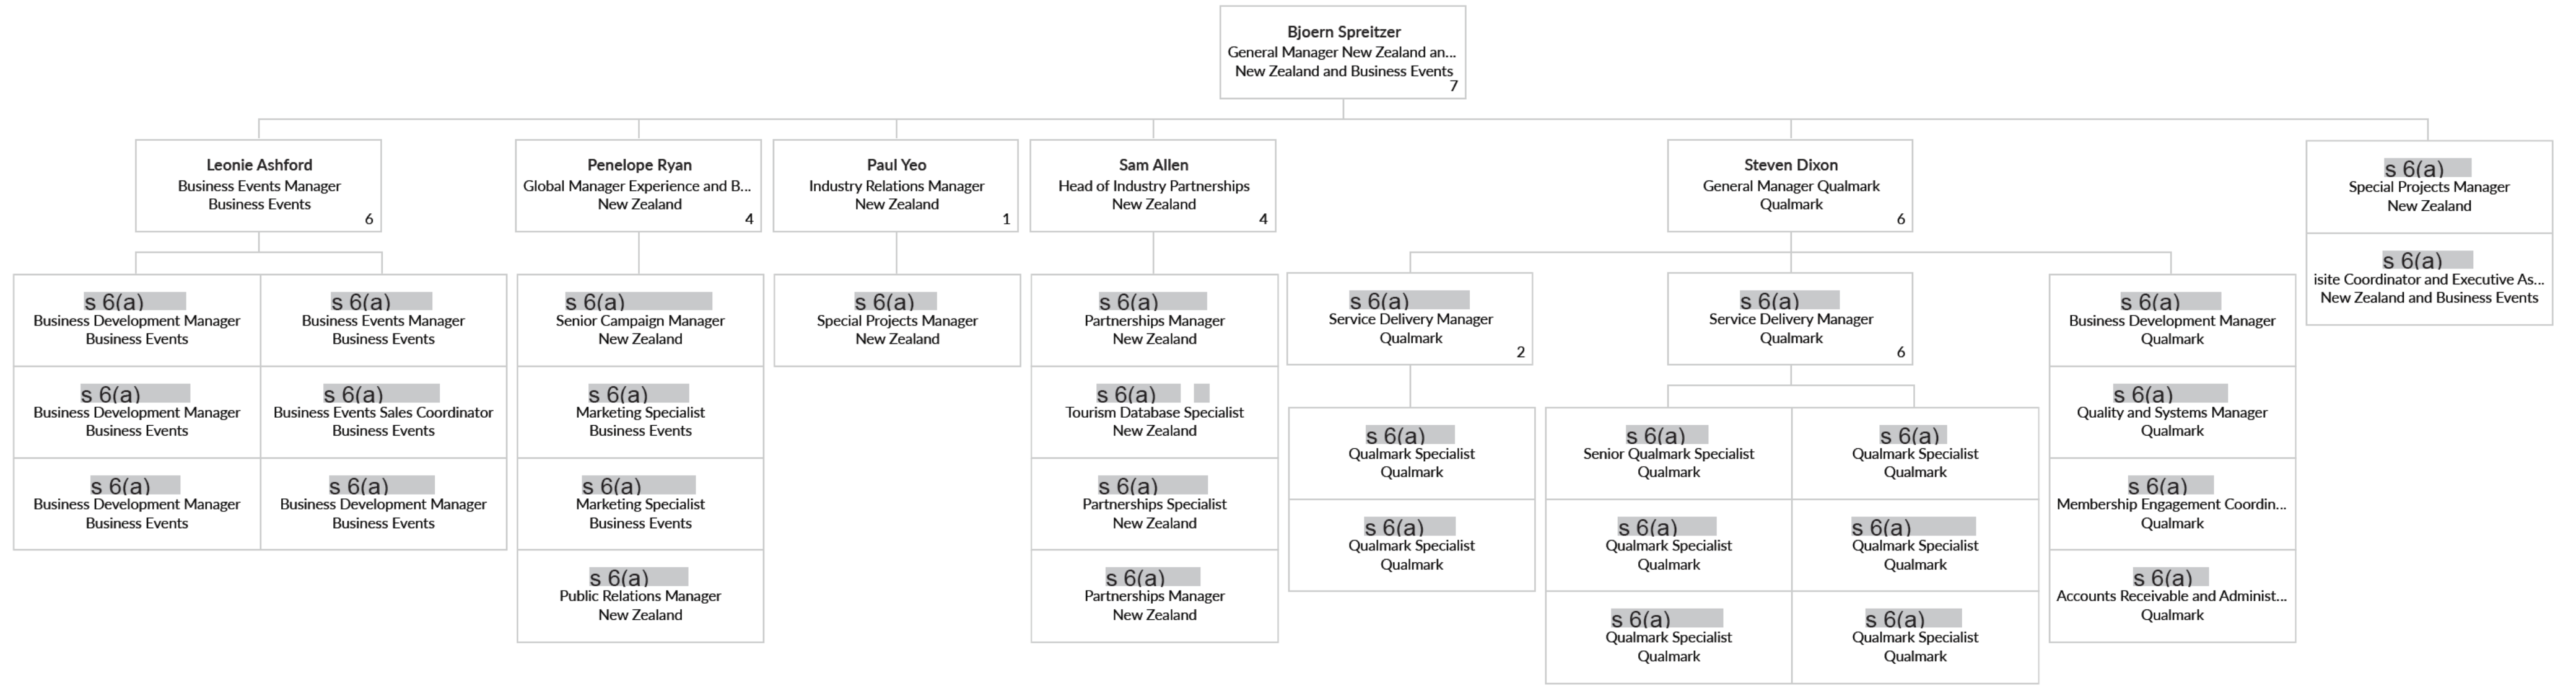 Bjoern Spreitzer
General Manager New Zealand an...
New Zealand and Business Events
7
Leonie Ashford
Business Events Manager
Business Events
6
Penelope Ryan
Global Manager Experience and B...
New Zealand
4
Paul Yeo
Industry Relations Manager
New Zealand
1
Sam Allen
Head of Industry Partnerships
New Zealand
4
Steven Dixon
General Manager Qualmark
Qualmark
6
s 6(a)
Special Projects Manager
New Zealand
s 6(a)
isite Coordinator and Executive As...
New Zealand and Business Events
s 6(a)
Business Development Manager
Business Events
s 6(a)
Business Events Manager
Business Events
s 6(a)
Business Development Manager
Business Events
s 6(a)
Business Events Sales Coordinator
Business Events
s 6(a)
Business Development Manager
Business Events
s 6(a)
Business Development Manager
Business Events
s 6(a)
Senior Campaign Manager
New Zealand
s 6(a)
Marketing Specialist
Business Events
s 6(a)
Marketing Specialist
Business Events
s 6(a)
Public Relations Manager
New Zealand
s 6(a)
Special Projects Manager
New Zealand
s 6(a)
Partnerships Manager
New Zealand
s 6(a)
Tourism Database Specialist
New Zealand
s 6(a)
Partnerships Specialist
New Zealand
s 6(a)
Partnerships Manager
New Zealand
s 6(a)
Service Delivery Manager
Qualmark
2
s 6(a)
Qualmark Specialist
Qualmark
s 6(a)
Qualmark Specialist
Qualmark
s 6(a)
Service Delivery Manager
Qualmark
6
s 6(a)
Senior Qualmark Specialist
Qualmark
s 6(a)
Qualmark Specialist
Qualmark
s 6(a)
Qualmark Specialist
Qualmark
s 6(a)
Qualmark Specialist
Qualmark
s 6(a)
Qualmark Specialist
Qualmark
s 6(a)
Qualmark Specialist
Qualmark
s 6(a)
Business Development Manager
Qualmark
s 6(a)
Quality and Systems Manager
Qualmark
s 6(a)
Membership Engagement Coordin...
Qualmark
s 6(a)
Accounts Receivable and Administ...
Qualmark